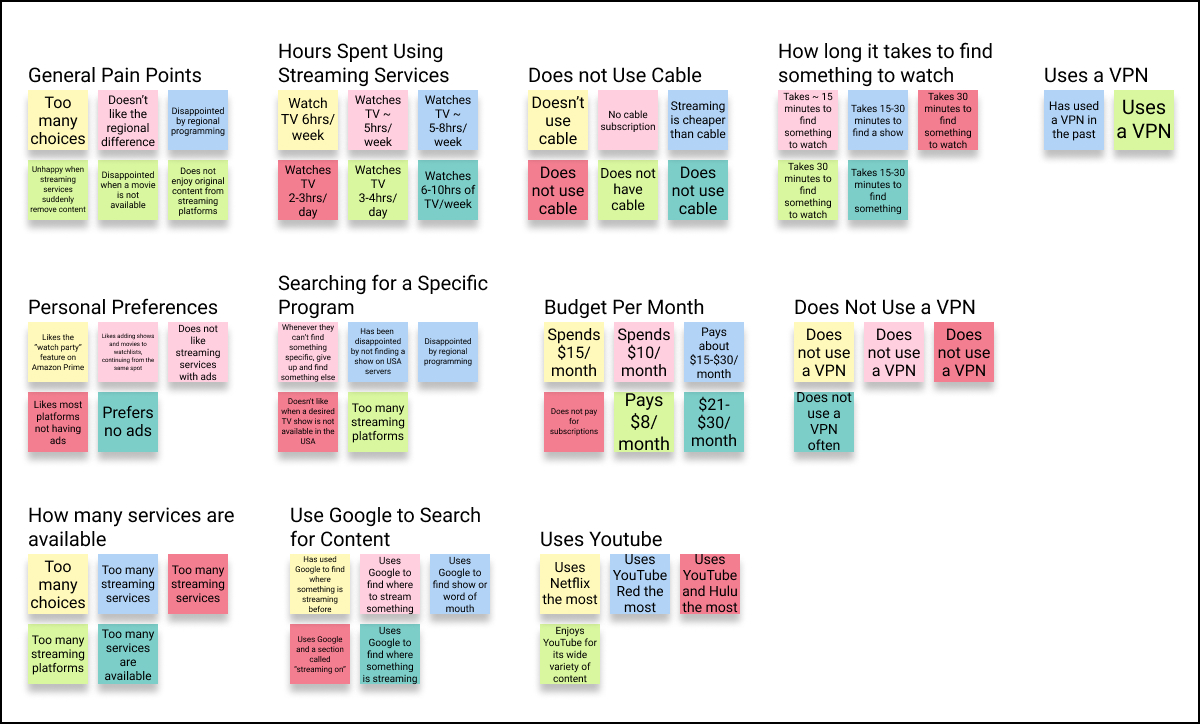 General Pain Points
Too
many
choices
Doesn't
like the
regional
difference
Disappointed
by regional
programming
Unhappy when
streaming
services
suddenly
remove content
Disappointed
when a movie
is not
available
Does not
enjoy original
content from
streaming
platforms
Hours Spent Using
Streaming Services
Watch
TV 6hrs/
week
Watches
TV ~
5hrs/
week
Watches
TV ~
5-8hrs/
week
Watches
TV
2-3hrs/
day
Watches
TV
3-4hrs/
day
Watches
6-10hrs of
TV/week
Does not Use Cable
Doesn't
use
cable
No cable
subscription
Streaming
is cheaper
than cable
Does
not use
cable
Does not
have
cable
Does
not use
cable
How long it takes to find
something to watch
Takes ~ 15
minutes to
find
something
to watch
Takes 15-30
minutes to
find a show
Takes 30
minutes to
find
something
to watch
Takes 30
minutes to
find
something
to watch
Takes 15-30
minutes to
find
something
Uses a VPN
Has used
a VPN in
the past
Uses
a VPN
Personal Preferences
Likes the
"watch party"
feature on
Amazon Prime
Likes adding shows
and movies to
watchlists,
continuing from the
same spot
Does not
like
streaming
services
with ads
Likes most
platforms
not having
ads
Prefers
no ads
Searching for a Specific
Program
Whenever they
can't find
something
specific, give
up and find
something else
Has been
disappointed
by not finding a
show on USA
servers
Disappointed
by regional
programming
Doesn't like
when a desired
TV show is not
available in the
USA
Too many
streaming
platforms
Budget Per Month
Spends
$15/
month
Spends
$10/
month
Pays
about
$15-$30/
month
Does not pay
for
subscriptions
Pays
$8/
month
$21-
$30/
month
Does Not Use a VPN
Does
not use
a VPN
Does
not use
a VPN
Does
not use
a VPN
Does not
use a
VPN
often
How many services are
available
Too
many
choices
Too many
streaming
services
Too many
streaming
services
Too many
streaming
platforms
Too many
services
are
available
Use Google to Search
for Content
Has used
Google to find
where
something is
streaming
before
Uses
Google to
find where
to stream
something
Uses
Google to
find show or
word of
mouth
Uses Google
and a section
called
"streaming on"
Uses
Google to
find where
something
is streaming
Uses Youtube
Uses
Netflix
the most
Uses
YouTube
Red the
most
Uses
YouTube
and Hulu
the most
Enjoys
YouTube for
its wide
variety of
content